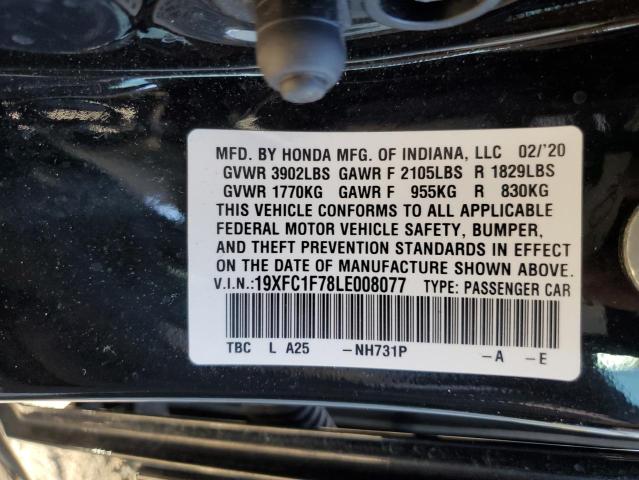 MFD. BY HONDA MFG. OF INDIANA, LLC 02/'20
GVWR 3902LBS GAWR F 2105LBS R 1829LBS
GVWR 1770KG GAWR F 955KG R 830KG
THIS VEHICLE CONFORMS TO ALL APPLICABLE
FEDERAL MOTOR VEHICLE SAFETY, BUMPER,
AND THEFT PREVENTION STANDARDS IN EFFECT
ON THE DATE OF MANUFACTURE SHOWN ABOVE.
V.I.N.:19XFC1F78LE008077 TYPE: PASSENGER CAR
TBC L A25 -NH731P -A -E